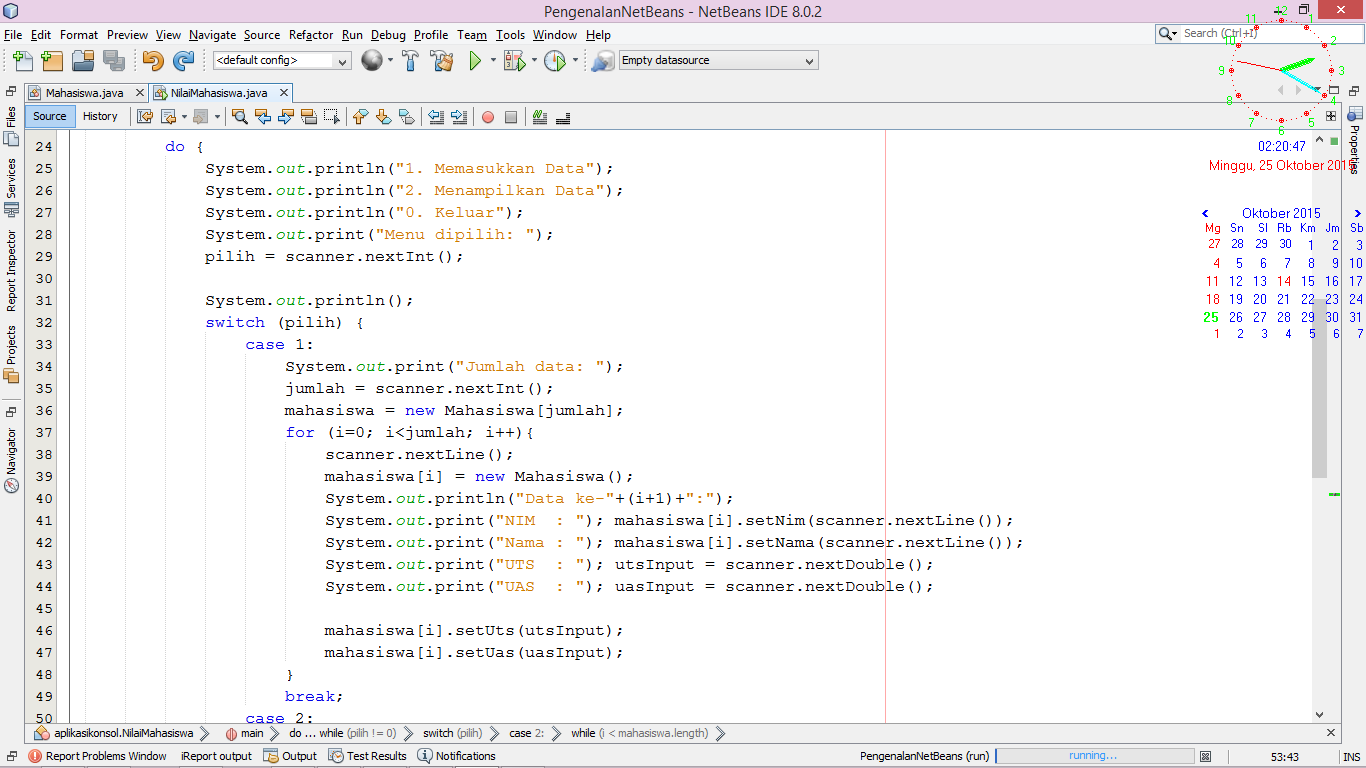 PengenalanNetBeans - NetBeans IDE 8.0.2
File Edit Format Preview View Navigate Source Refactor Run Debug Profile Team Tools Window Help
Search (Ctrl+I)
<default config>
Empty datasource
12 1 2 3 4 5 6 7 8 9 10 11
Mahasiswa.java NilaiMahasiswa.java
Source History
Files
Services
Report Inspector
Projects
Navigator
Properties
02:20:47
Minggu, 25 Oktober 2015
Oktober 2015
Mg Sn Sl Rb Km Jm Sb
27 28 29 30 1 2 3
4 5 6 7 8 9 10
11 12 13 14 15 16 17
18 19 20 21 22 23 24
25 26 27 28 29 30 31
1 2 3 4 5 6 7
24 do {
25 System.out.println("1. Memasukkan Data");
26 System.out.println("2. Menampilkan Data");
27 System.out.println("0. Keluar");
28 System.out.print("Menu dipilih: ");
29 pilih = scanner.nextInt();
30
31 System.out.println();
32 switch (pilih) {
33 case 1:
34 System.out.print("Jumlah data: ");
35 jumlah = scanner.nextInt();
36 mahasiswa = new Mahasiswa[jumlah];
37 for (i=0; i<jumlah; i++){
38 scanner.nextLine();
39 mahasiswa[i] = new Mahasiswa();
40 System.out.println("Data ke-"+(i+1)+":");
41 System.out.print("NIM  : "); mahasiswa[i].setNim(scanner.nextLine());
42 System.out.print("Nama : "); mahasiswa[i].setNama(scanner.nextLine());
43 System.out.print("UTS  : "); utsInput = scanner.nextDouble();
44 System.out.print("UAS  : "); uasInput = scanner.nextDouble();
45
46 mahasiswa[i].setUts(utsInput);
47 mahasiswa[i].setUas(uasInput);
48 }
49 break;
50 case 2:
aplikasikonsol.NilaiMahasiswa main do ... while (pilih != 0) switch (pilih) case 2: while (i < mahasiswa.length)
Report Problems Window iReport output Output Test Results Notifications PengenalanNetBeans (run) running... 53:43 INS